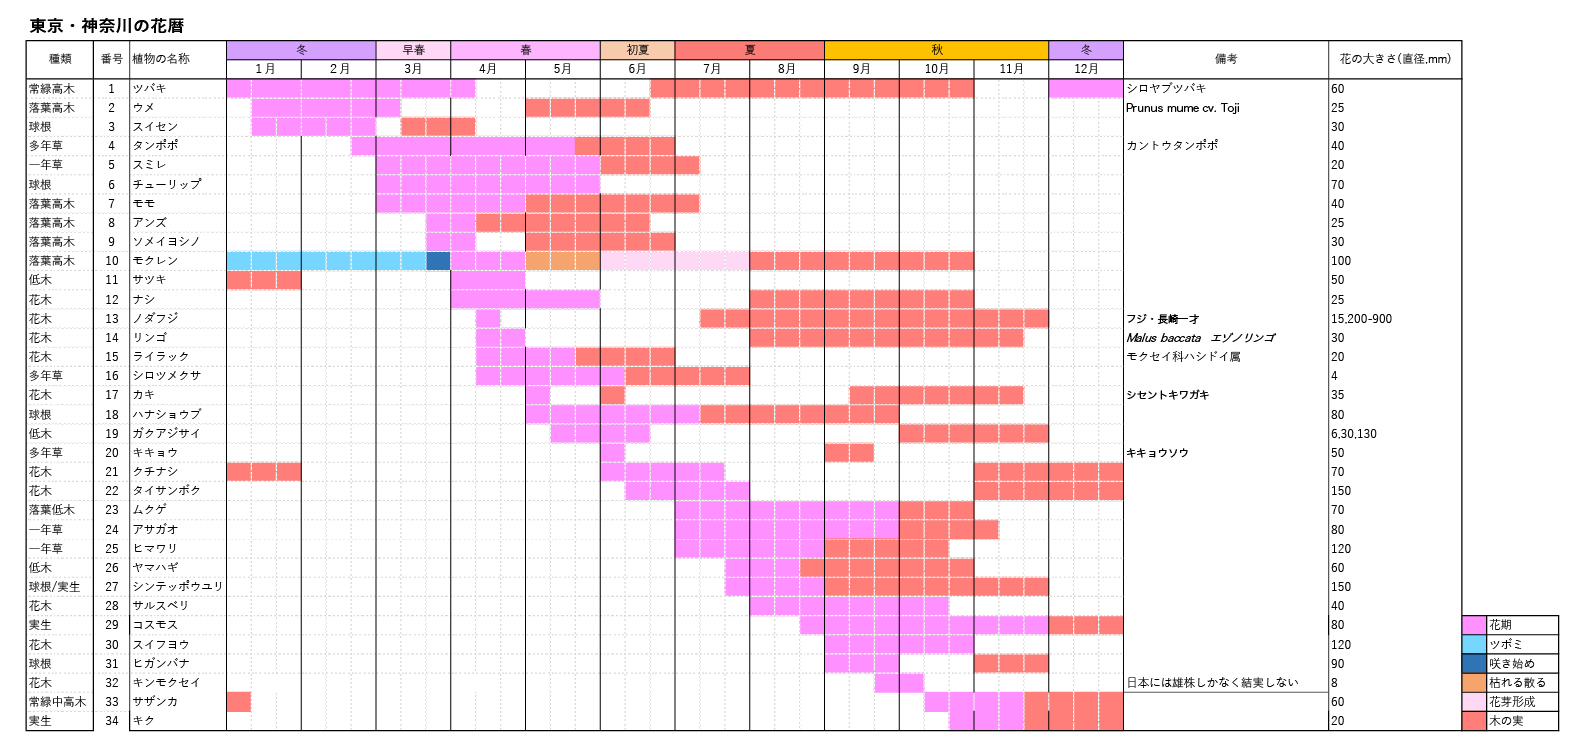 東京・神奈川の花暦
種類 番号 植物の名称 冬 早春 春 初夏 夏 秋 冬 備考 花の大きさ(直径,mm)
1月 2月 3月 4月 5月 6月 7月 8月 9月 10月 11月 12月
常緑高木 1 ツバキ シロヤブツバキ 60
落葉高木 2 ウメ Prunus mume cv. Toji 25
球根 3 スイセン 30
多年草 4 タンポポ カントウタンポポ 40
一年草 5 スミレ 20
球根 6 チューリップ 70
落葉高木 7 モモ 40
落葉高木 8 アンズ 25
落葉高木 9 ソメイヨシノ 30
落葉高木 10 モクレン 100
低木 11 サツキ 50
花木 12 ナシ 25
花木 13 ノダフジ フジ・長崎一才 15,200-900
花木 14 リンゴ Malus baccata エゾノリンゴ 30
花木 15 ライラック モクセイ科ハシドイ属 20
多年草 16 シロツメクサ 4
花木 17 カキ シセントキワガキ 35
球根 18 ハナショウブ 80
低木 19 ガクアジサイ 6,30,130
多年草 20 キキョウ キキョウソウ 50
花木 21 クチナシ 70
花木 22 タイサンボク 150
落葉低木 23 ムクゲ 70
一年草 24 アサガオ 80
一年草 25 ヒマワリ 120
低木 26 ヤマハギ 60
球根/実生 27 シンテッポウユリ 150
花木 28 サルスベリ 40
実生 29 コスモス 80
花木 30 スイフヨウ 120
球根 31 ヒガンバナ 90
花木 32 キンモクセイ 日本には雄株しかなく結実しない 8
常緑中高木 33 サザンカ 60
実生 34 キク 20
花期
ツボミ
咲き始め
枯れる散る
花芽形成
木の実